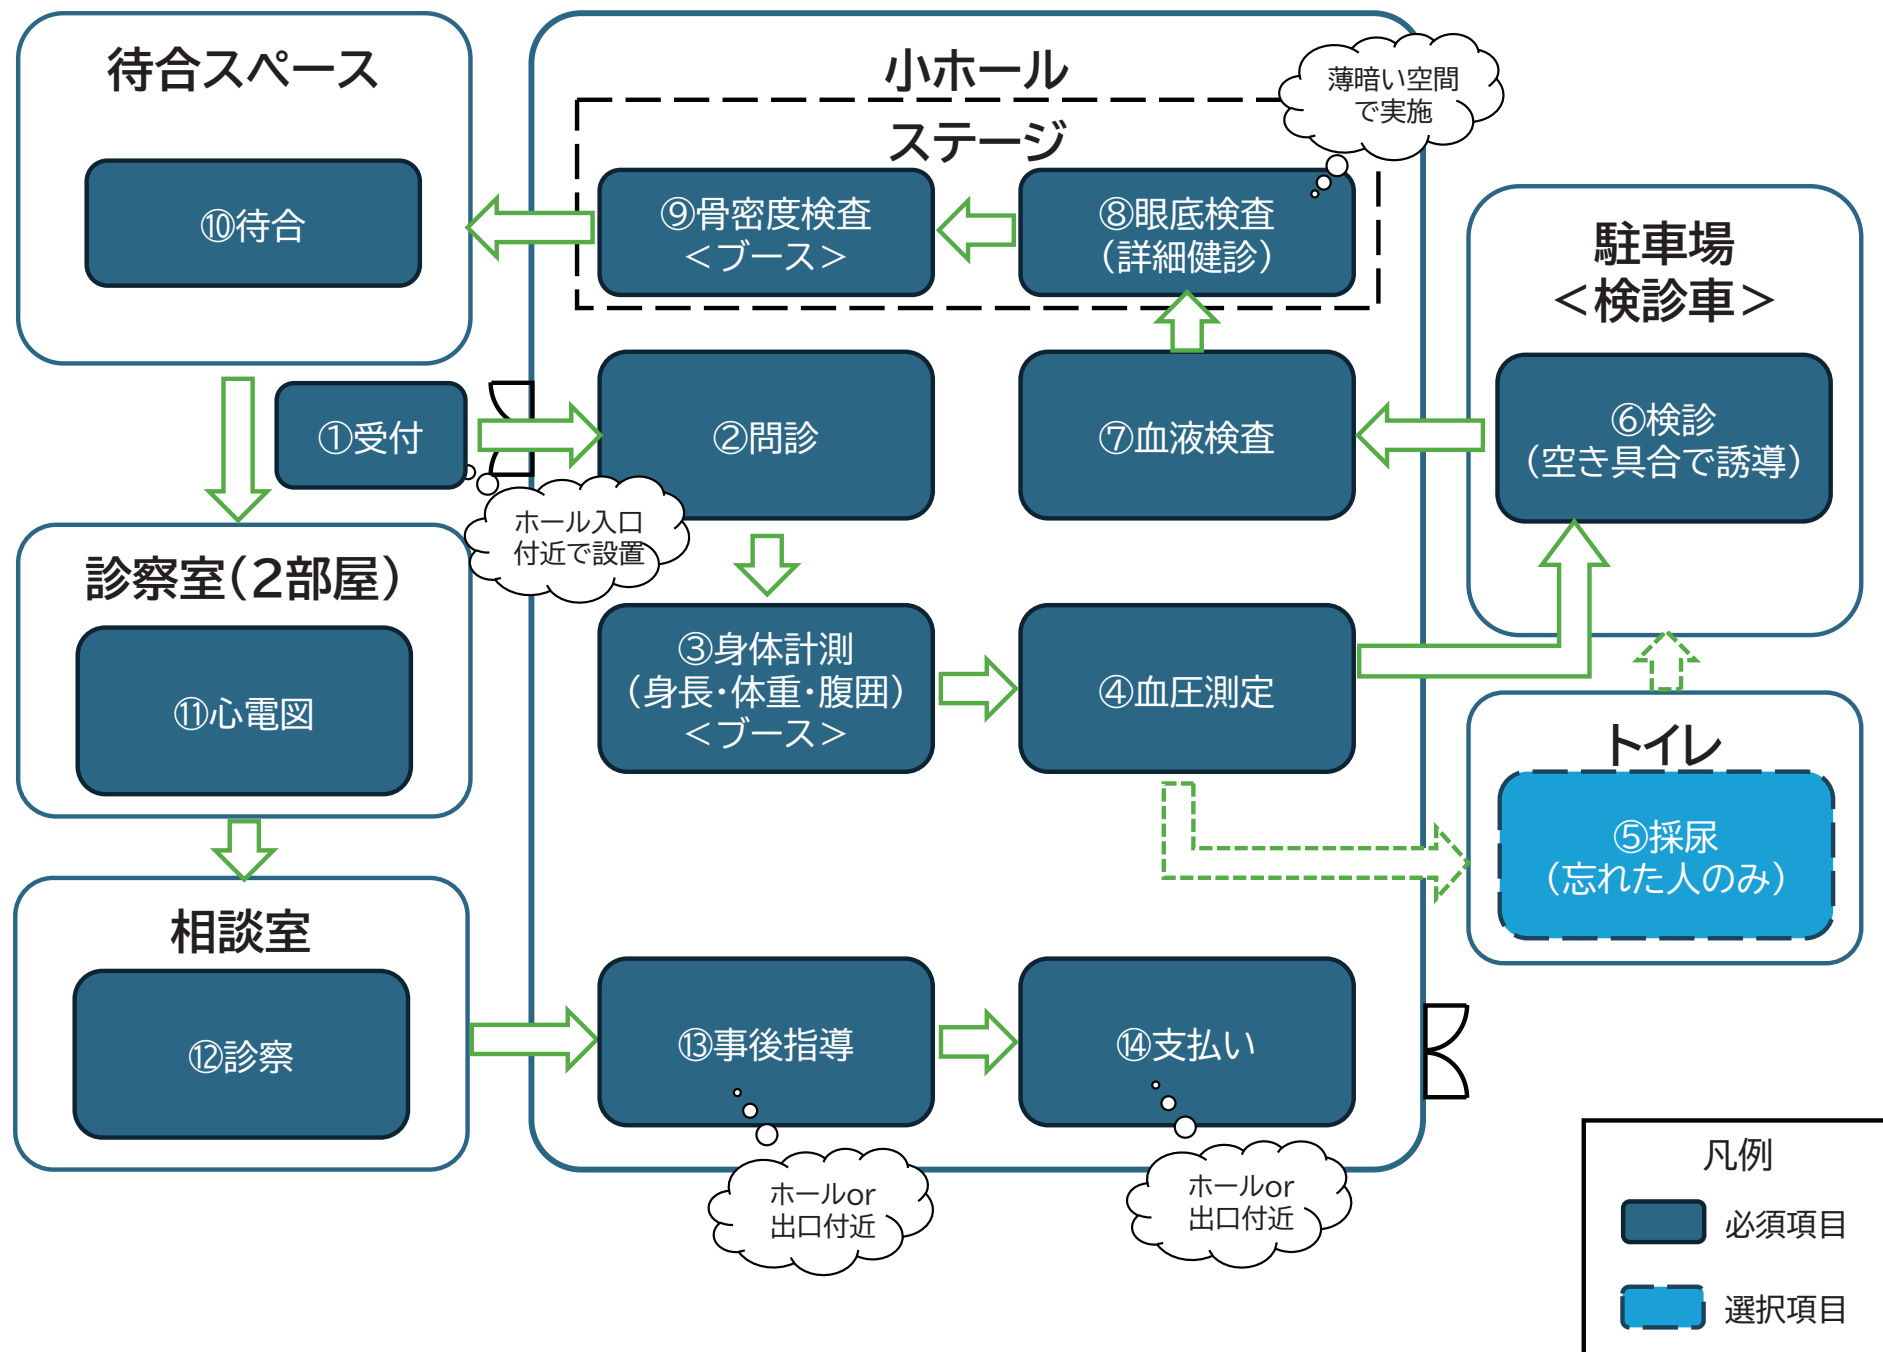 待合スペース
⑩待合
小ホール
ステージ
薄暗い空間
で実施
⑨骨密度検査
＜ブース＞
⑧眼底検査
（詳細健診）
駐車場
＜検診車＞
⑥検診
（空き具合で誘導）
①受付
②問診
⑦血液検査
ホール入口
付近で設置
診察室（2部屋）
⑪心電図
③身体計測
（身長・体重・腹囲）
＜ブース＞
④血圧測定
トイレ
⑤採尿
（忘れた人のみ）
相談室
⑫診察
⑬事後指導
⑭支払い
ホールor
出口付近
ホールor
出口付近
凡例
必須項目
選択項目